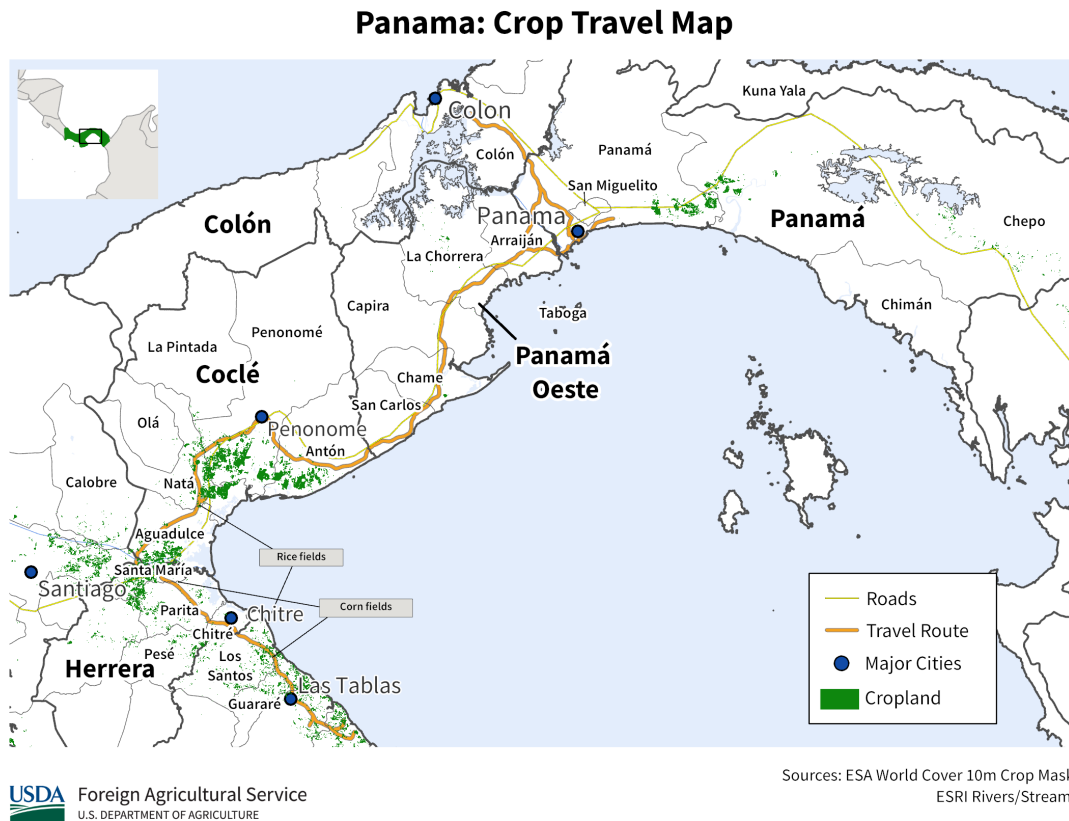 Panama: Crop Travel Map
Kuna Yala
Colon
Colón
Panamá
San Miguelito
Panama
Colón
Panamá
Chepo
Arraiján
La Chorrera
Chimán
Capira
Taboga
Penonomé
La Pintada
Panamá
Oeste
Coclé
Chame
San Carlos
Olá
Penonome
Antón
Natá
Calobre
Aguadulce
Rice fields
Santa María
Santiago
Corn fields
Parita
Chitre
Chitré
Pesé
Los
Santos
Herrera
Las Tablas
Guararé
Roads
Travel Route
Major Cities
Cropland
USDA
Foreign Agricultural Service
U.S. DEPARTMENT OF AGRICULTURE
Sources: ESA World Cover 10m Crop Mask
ESRI Rivers/Stream